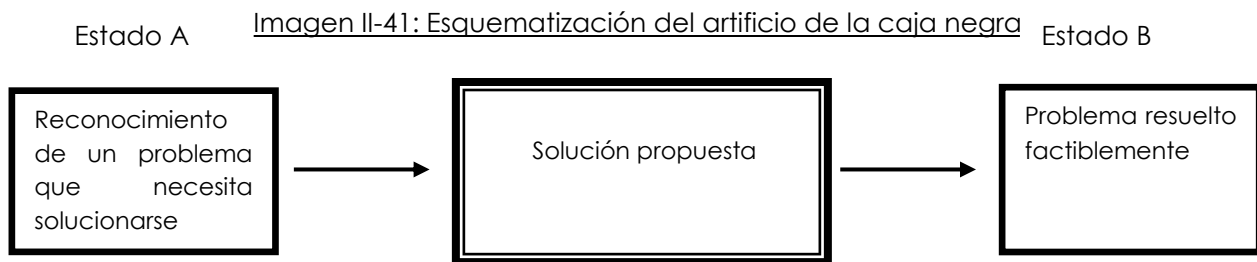 Imagen II-41: Esquematización del artificio de la caja negra
Estado A
Estado B
Reconocimiento
de un problema
que necesita
solucionarse
Solución propuesta
Problema resuelto
factiblemente